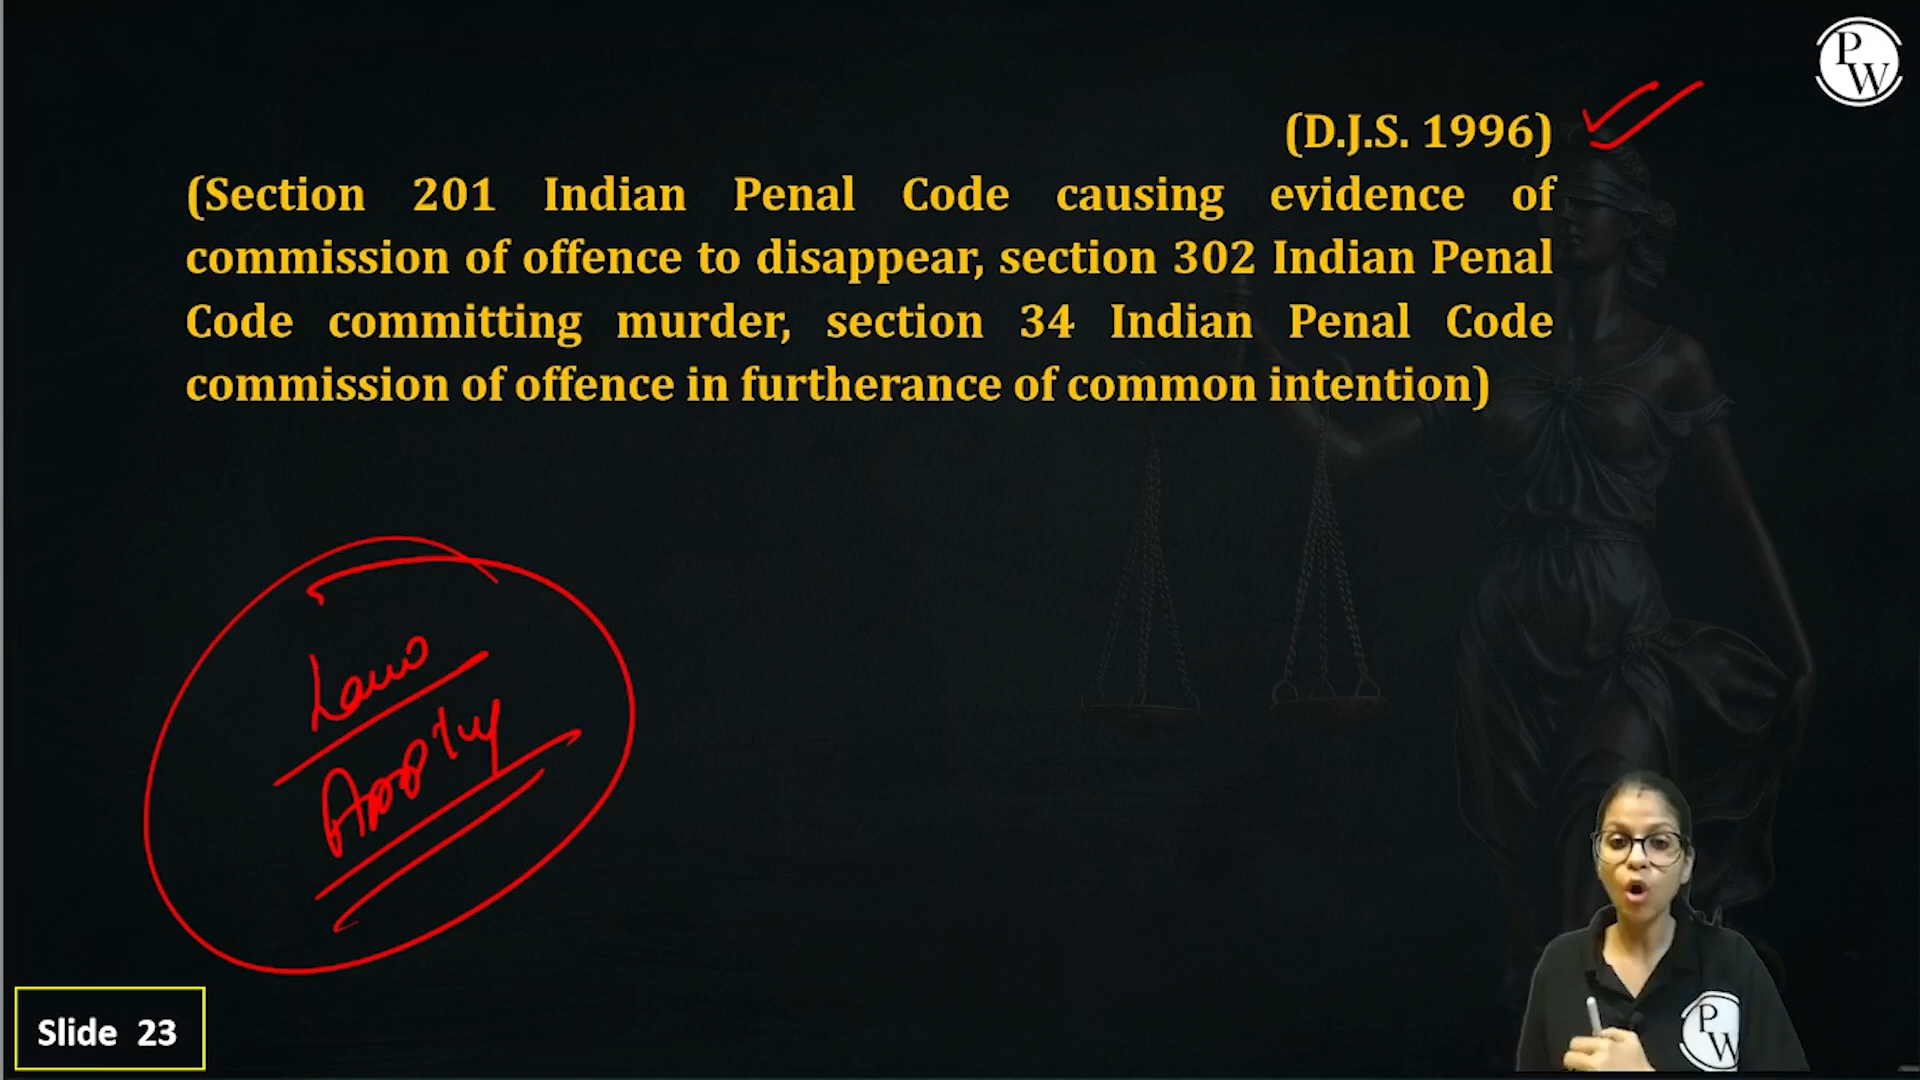 PW
(D.J.S. 1996)
(Section 201 Indian Penal Code causing evidence of
commission of offence to disappear, section 302 Indian Penal
Code committing murder, section 34 Indian Penal Code
commission of offence in furtherance of common intention)
Law
Apply
Slide 23
PW